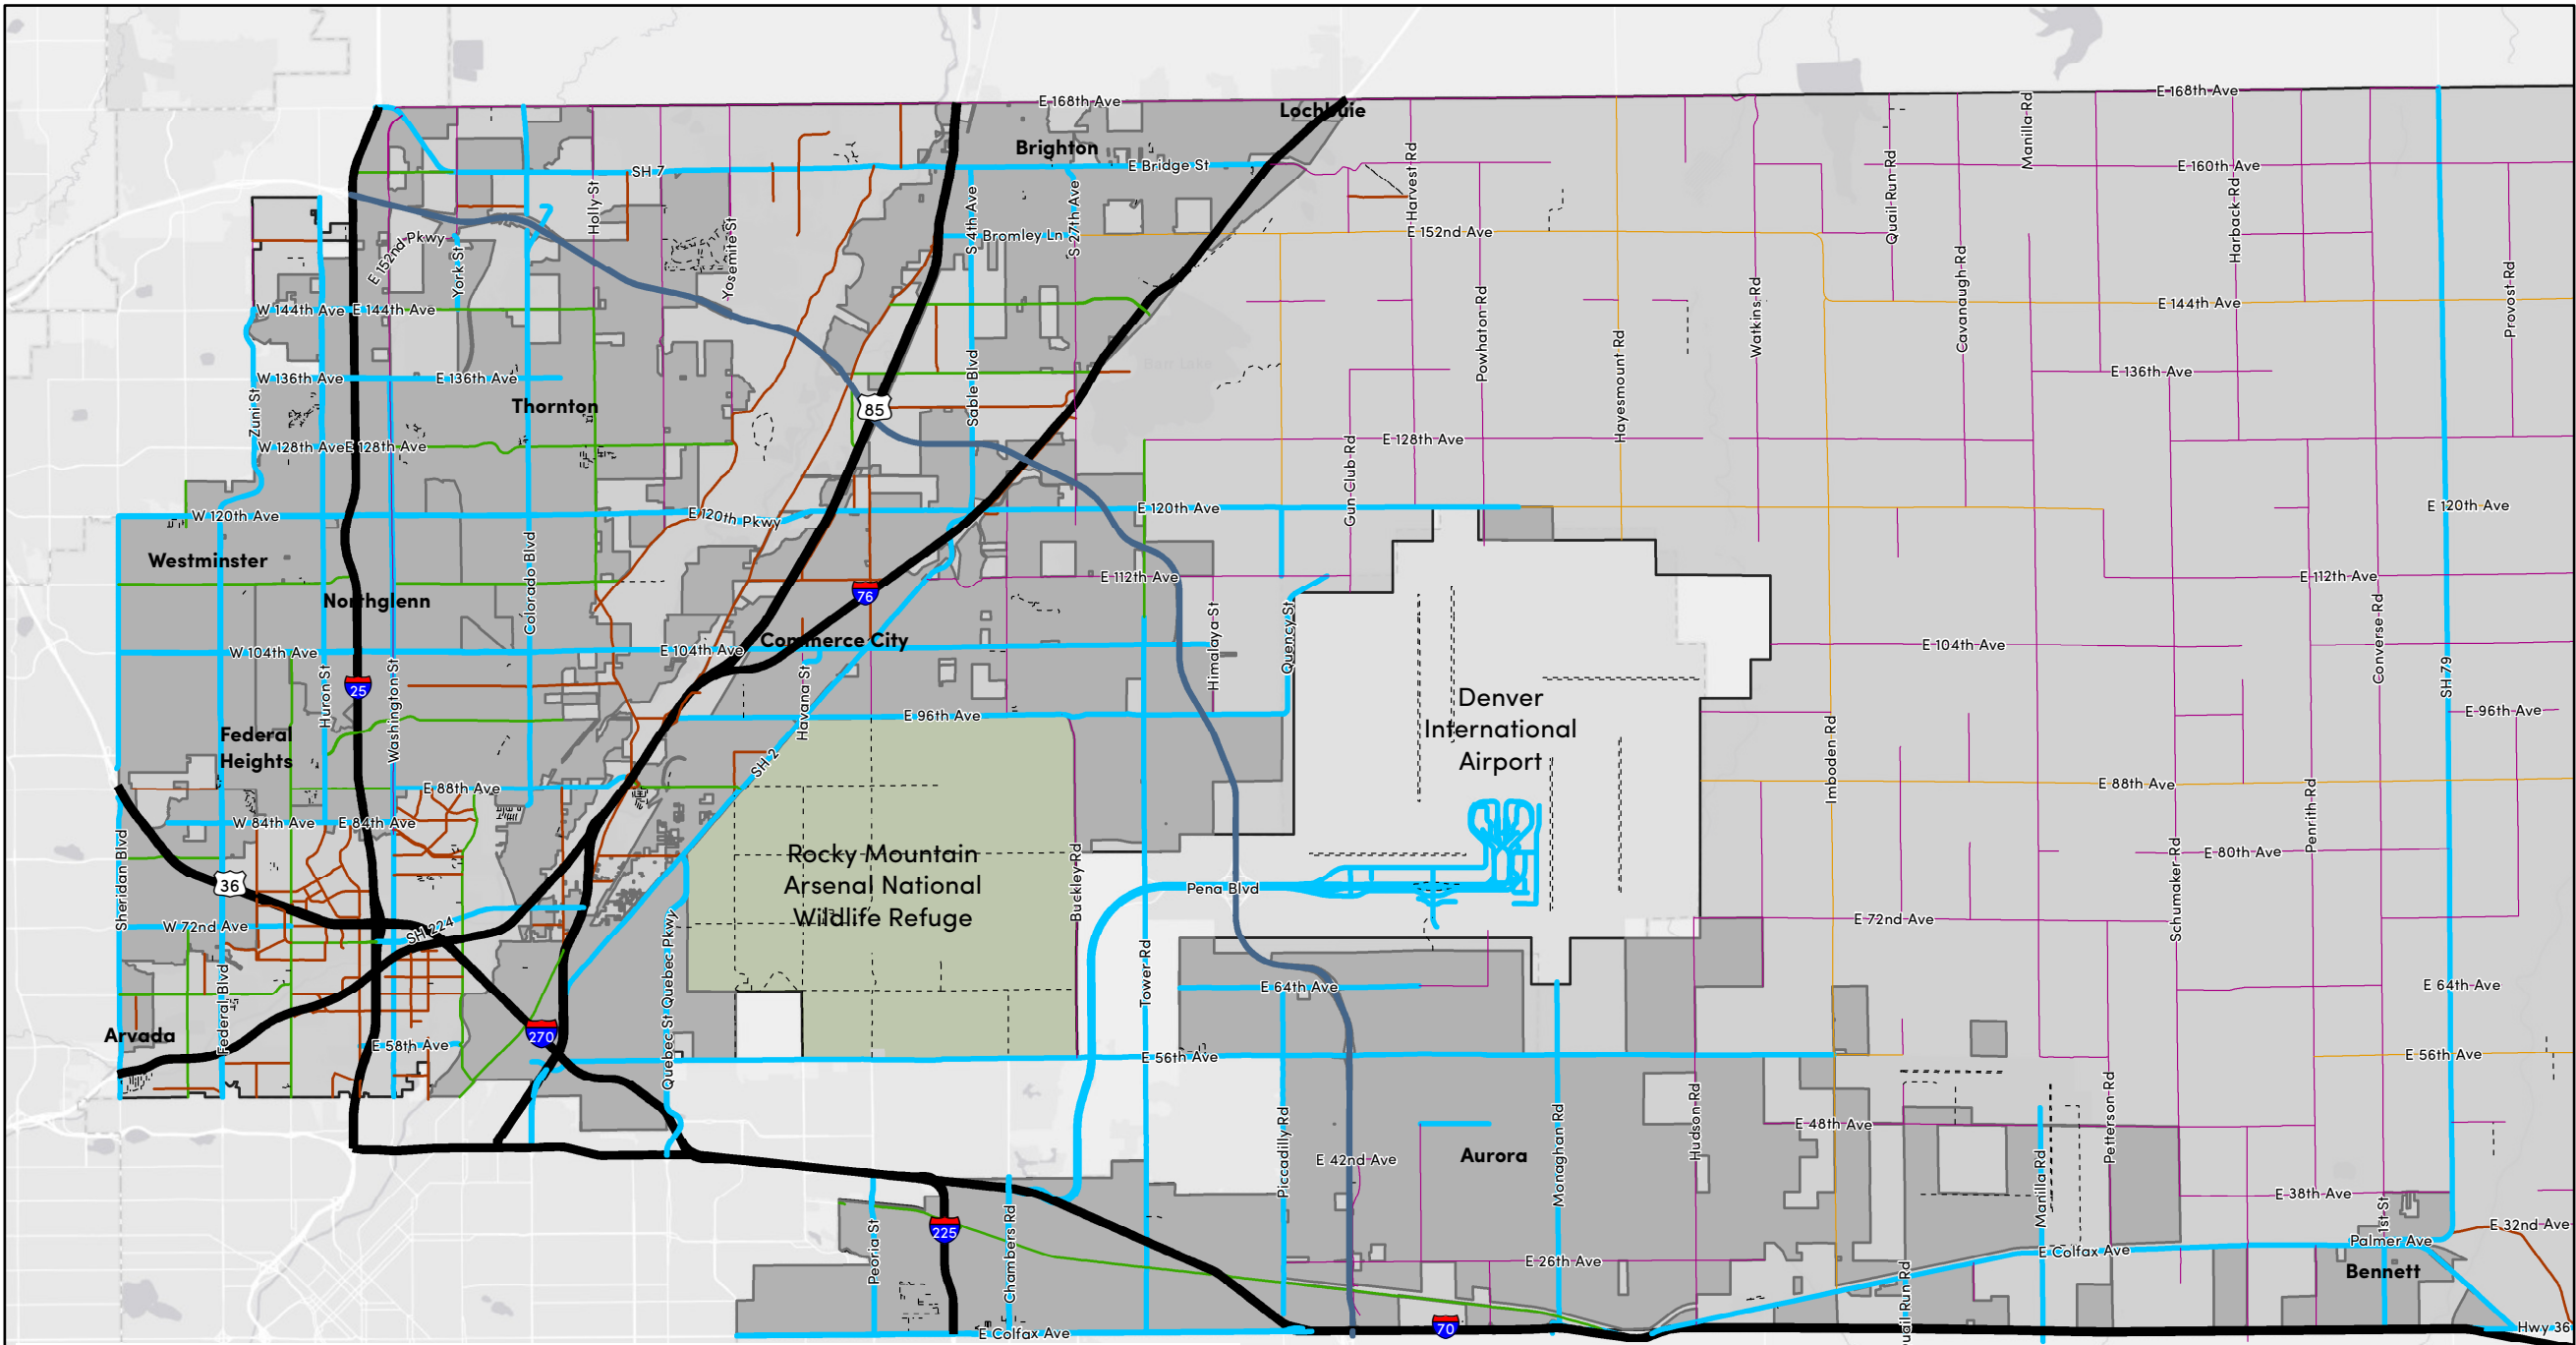 E 168th Ave
E 168th Ave
Lochbuie
Brighton
SH 7
E Bridge St
E 160th Ave
Manilla Rd
Harvest Rd
Quail Run Rd
Harback Rd
Holly St
Yosemite St
S 4th Ave
S 27th Ave
Bromley Ln
E 152nd Ave
E 152nd Pkwy
York St
Watkins Rd
Cavanaugh Rd
Provost Rd
W 144th Ave
E 144th Ave
E 144th Ave
Powhaton Rd
Hayesmount Rd
Barr Lake
W 136th Ave
E 136th Ave
E 136th Ave
Zuni St
Thornton
85
Sable Blvd
W 128th Ave
E 128th Ave
E 128th Ave
Gun Club Rd
W 120th Ave
E 120th Pkwy
E 120th Ave
E 120th Ave
Westminster
Colorado Blvd
E 112th Ave
E 112th Ave
Northglenn
76
Commerce City
Himalaya St
Quency St
Converse Rd
W 104th Ave
E 104th Ave
E 104th Ave
25
Huron St
Washington St
Havana St
SH 79
Denver
International
Airport
E 96th Ave
E 96th Ave
Federal
Heights
SH 2
Imboden Rd
E 88th Ave
E 88th Ave
W 84th Ave
E 84th Ave
Penrith Rd
Sheridan Blvd
Rocky Mountain
Arsenal National
Wildlife Refuge
E 80th Ave
36
Buckley Rd
Pena Blvd
Schumaker Rd
W 72nd Ave
SH 224
E 72nd Ave
Quebec St Quebec Pkwy
Tower Rd
E 64th Ave
E 64th Ave
Federal Blvd
Arvada
E 58th Ave
270
E 56th Ave
E 56th Ave
Piccadilly Rd
Monaghan Rd
Hudson Rd
Petterson Rd
E 48th Ave
E 42nd Ave
Aurora
Manilla Rd
E 38th Ave
1st St
E 32nd Ave
225
Peoria St
Chambers Rd
Palmer Ave
E Colfax Ave
E 26th Ave
Bennett
Quail Run Rd
E Colfax Ave
70
Hwy 36